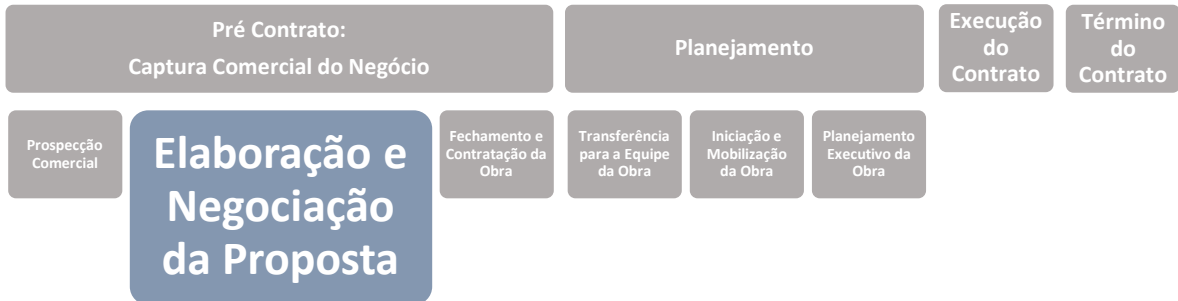 Pré Contrato:
Captura Comercial do Negócio
Planejamento
Execução
do
Contrato
Término
do
Contrato
Prospecção
Comercial
Elaboração e
Negociação
da Proposta
Fechamento e
Contratação da
Obra
Transferência
para a Equipe
da Obra
Iniciação e
Mobilização
da Obra
Planejamento
Executivo da
Obra